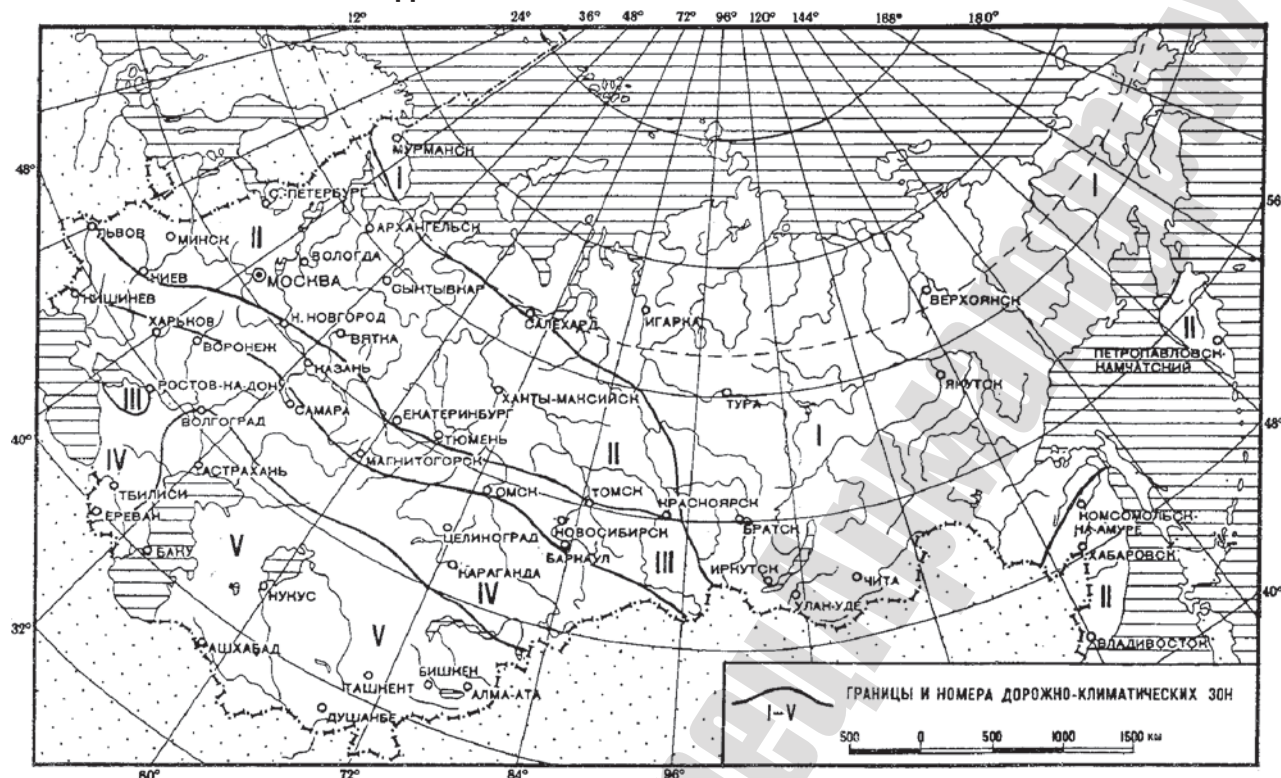 12° 24° 36° 48° 72° 96° 120° 144° 168° 180°
МУРМАНСК
I
I
48°
С.-ПЕТЕРБУРГ
56°
ЛЬВОВ
МИНСК
II
АРХАНГЕЛЬСК
ВОЛОГДА
КИЕВ
МОСКВА
СЫКТЫВКАР
КИШИНЕВ
ВЕРХОЯНСК
ХАРЬКОВ
Н. НОВГОРОД
САЛЕХАРД
ИГАРКА
II
ВОРОНЕЖ
ВЯТКА
ПЕТРОПАВЛОВСК-
КАМЧАТСКИЙ
КАЗАНЬ
РОСТОВ-НА-ДОН
ЯКУТСК
III
САМАРА
ХАНТЫ-МАКСИЙСК
ТУРА
ВОЛГОГРАД
ЕКАТЕРИНБУРГ
I
40°
ТЮМЕНЬ
48°
IV
МАГНИТОГОРСК
II
АСТРАХАНЬ
ТБИЛИСИ
ОМСК
ТОМСК
КРАСНОЯРСК
ЕРЕВАН
КОМСОМОЛЬСК-
НА-АМУРЕ
ЦЕЛИНОГРАД
НОВОСИБИРСК
БРАТСК
V
БАКУ
БАРНАУЛ
ХАБАРОВСК
КАРАГАНДА
III
ИРКУТСК
ЧИТА
НУКУС
IV
УЛАН-УДЕ
II
40°
32°
АШХАБАД
V
ВЛАДИВОСТОК
БИШКЕК
ТАШКЕНТ
АЛМА-АТА
ДУШАНБЕ
ГРАНИЦЫ И НОМЕРА ДОРОЖНО-КЛИМАТИЧЕСКИХ ЗОН
I–V
500 0 500 1000 1500 км
60° 72° 84° 96°